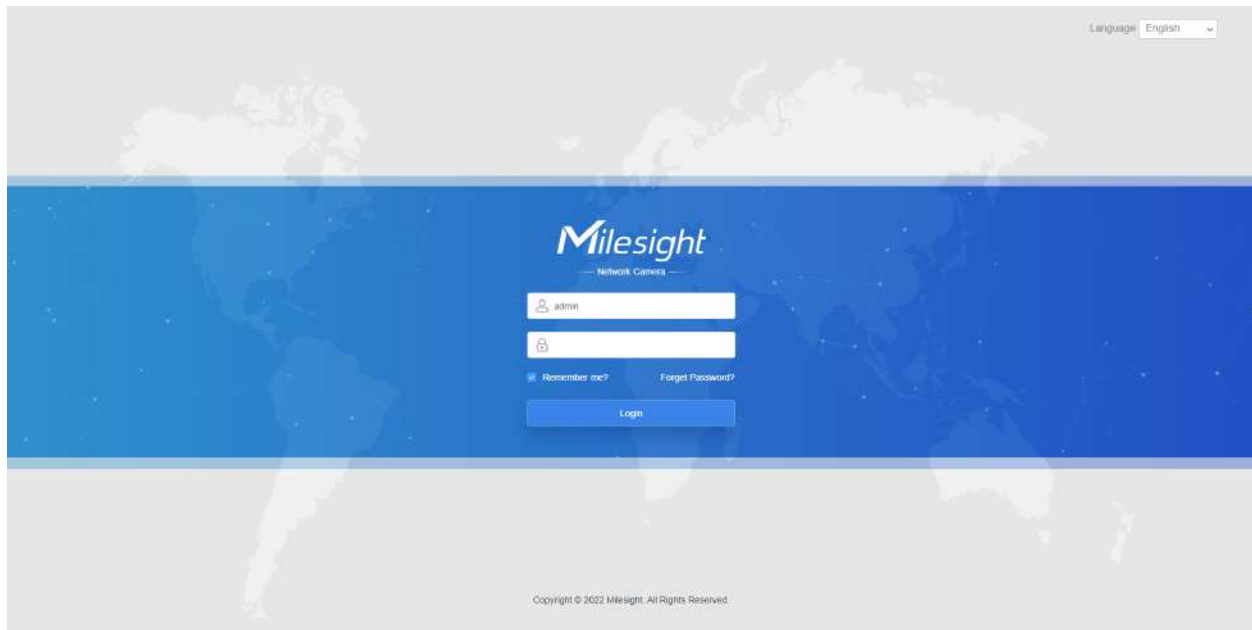 Language English
Milesight
Network Camera
admin
Remember me? Forget Password?
Login
Copyright © 2022 Milesight. All Rights Reserved.